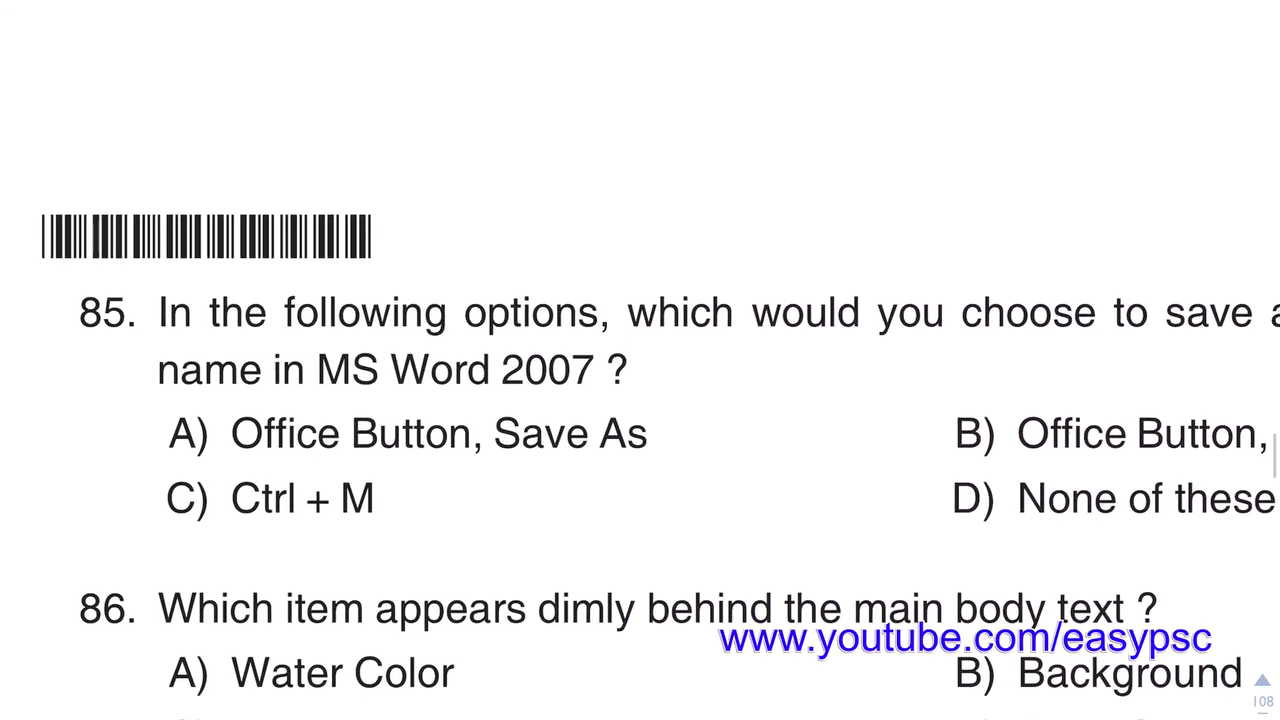 85. In the following options, which would you choose to save
name in MS Word 2007 ?
A) Office Button, Save As B) Office Button,
C) Ctrl + M D) None of these
86. Which item appears dimly behind the main body text ?
www.youtube.com/easypsc
A) Water Color B) Background
108